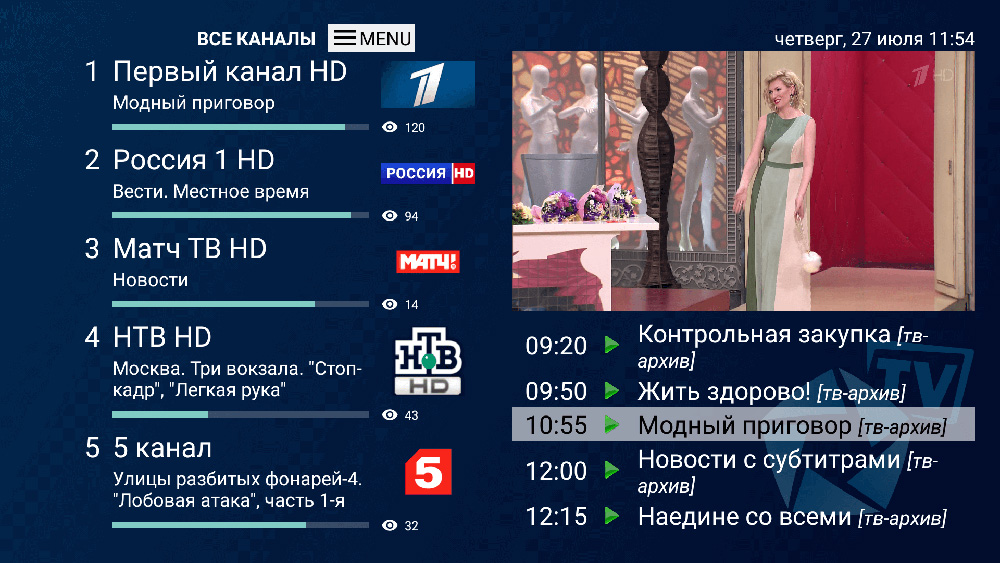 ВСЕ КАНАЛЫ MENU
четверг, 27 июля 11:54
1 Первый канал HD
Модный приговор
120
2 Россия 1 HD
Вести. Местное время
РОССИЯ HD
94
3 Матч ТВ HD
Новости
МАТЧ!
14
4 НТВ HD
Москва. Три вокзала. "Стоп-
кадр", "Легкая рука"
НТВ
HD
43
5 5 канал
Улицы разбитых фонарей-4.
"Лобовая атака", часть 1-я
5
32
1 HD
09:20 Контрольная закупка [тв-
архив]
09:50 Жить здорово! [тв-архив]
10:55 Модный приговор [тв-архив]
12:00 Новости с субтитрами [тв-
архив]
12:15 Наедине со всеми [тв-архив]
TV